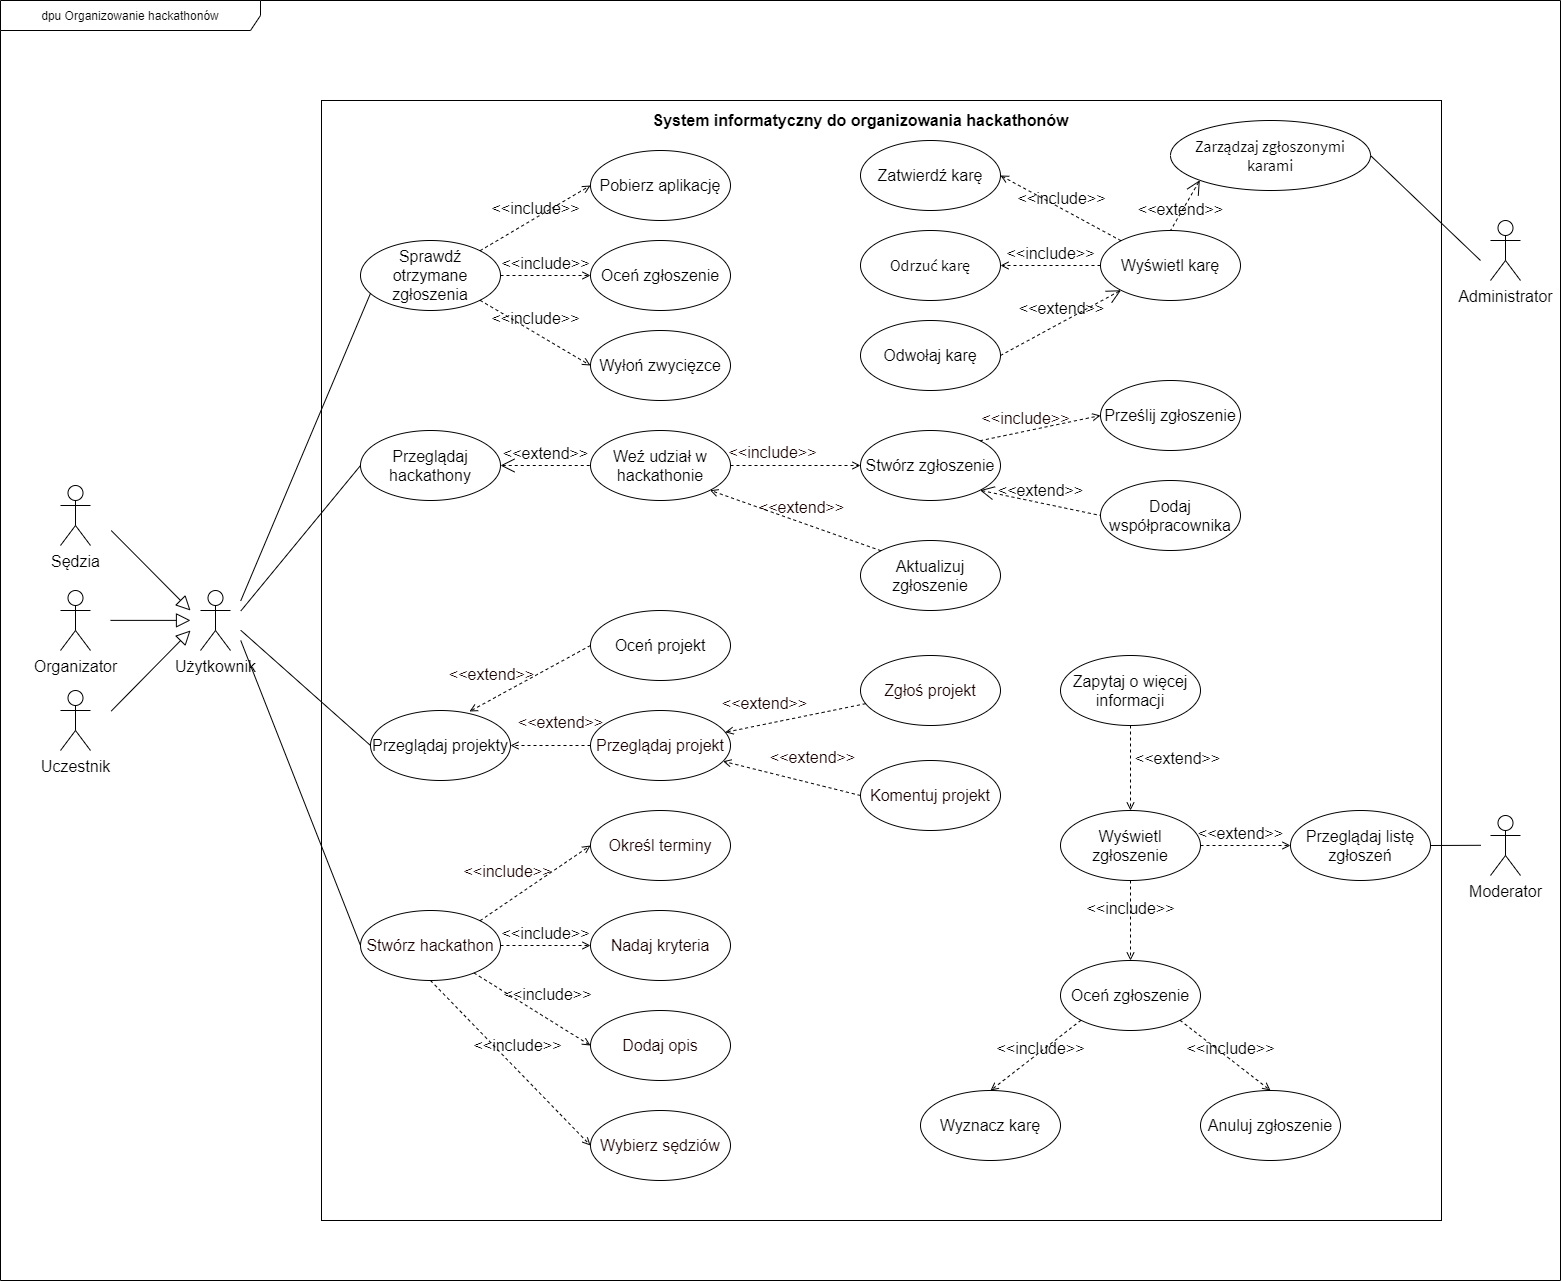 dpu Organizowanie hackathonów
System informatyczny do organizowania hackathonów
Pobierz aplikację
<<include>>
Sprawdź
otrzymane
zgłoszenia
<<include>>
Oceń zgłoszenie
<<include>>
Wyłoń zwycięzce
Zatwierdź karę
<<include>>
Zarządzaj zgłoszonymi
karami
<<extend>>
Odrzuć karę
<<include>>
Wyświetl karę
<<extend>>
Odwołaj karę
Administrator
Przeglądaj
hackathony
<<extend>>
Weź udział w
hackathonie
<<include>>
Stwórz zgłoszenie
<<include>>
Prześlij zgłoszenie
<<extend>>
Dodaj
współpracownika
<<extend>>
Aktualizuj
zgłoszenie
Sędzia
Organizator
Użytkownik
Uczestnik
Oceń projekt
<<extend>>
Przeglądaj projekty
<<extend>>
Przeglądaj projekt
<<extend>>
Zgłoś projekt
<<extend>>
Komentuj projekt
Zapytaj o więcej
informacji
<<extend>>
Wyświetl
zgłoszenie
<<extend>>
Przeglądaj listę
zgłoszeń
Moderator
<<include>>
Oceń zgłoszenie
<<include>>
<<include>>
Wyznacz karę
Anuluj zgłoszenie
Określ terminy
<<include>>
Stwórz hackathon
<<include>>
Nadaj kryteria
<<include>>
Dodaj opis
<<include>>
Wybierz sędziów